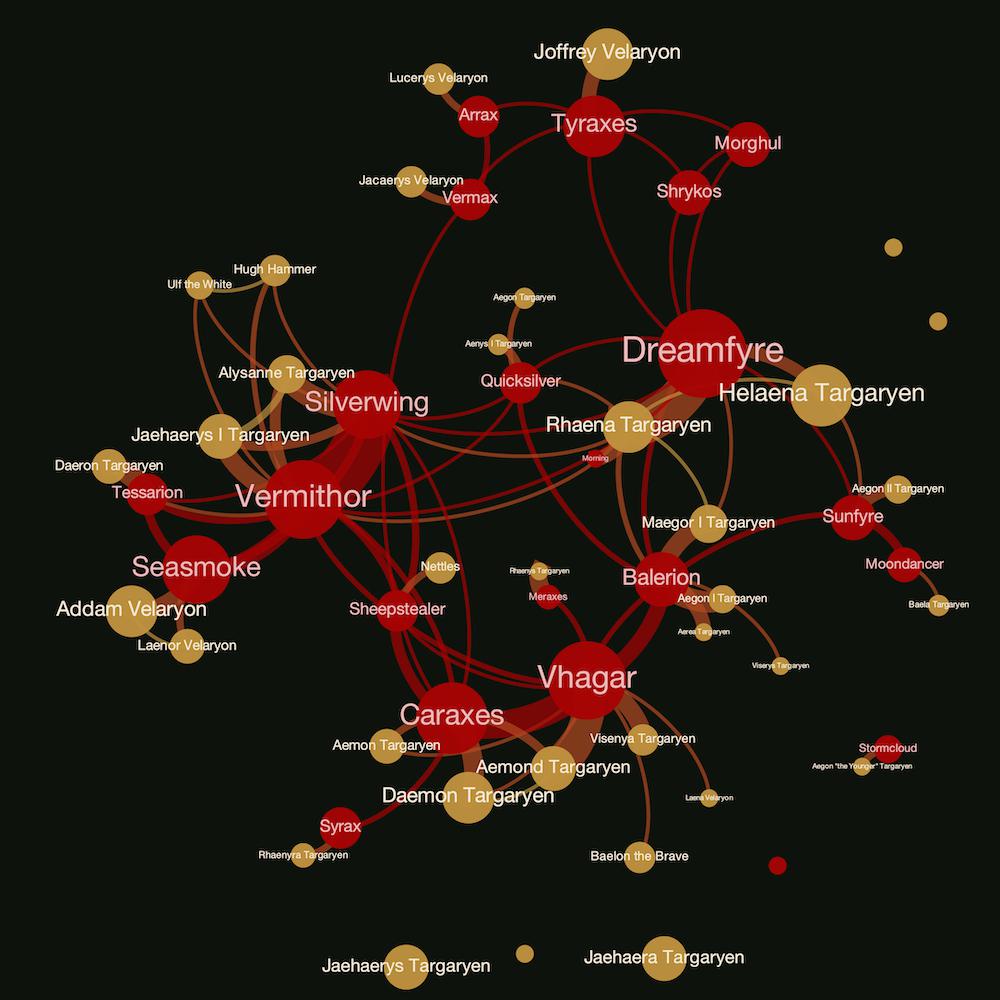 Joffrey Velaryon
Lucerys Velaryon
Arrax
Tyraxes
Morghul
Jacaerys Velaryon
Vermax
Shrykos
Hugh Hammer
Ulf the White
Aegon Targaryen
Aenys I Targaryen
Dreamfyre
Alysanne Targaryen
Quicksilver
Helaena Targaryen
Silverwing
Rhaena Targaryen
Jaehaerys I Targaryen
Morning
Daeron Targaryen
Tessarion
Vermithor
Aegon II Targaryen
Maegor I Targaryen
Sunfyre
Seasmoke
Nettles
Rhaenys Targaryen
Moondancer
Balerion
Meraxes
Aegon I Targaryen
Baela Targaryen
Addam Velaryon
Sheepstealer
Aerea Targaryen
Laenor Velaryon
Viserys Targaryen
Vhagar
Caraxes
Visenya Targaryen
Aemon Targaryen
Stormcloud
Aemond Targaryen
Aegon "the Younger" Targaryen
Daemon Targaryen
Laena Velaryon
Syrax
Rhaenyra Targaryen
Baelon the Brave
Jaehaerys Targaryen
Jaehaera Targaryen